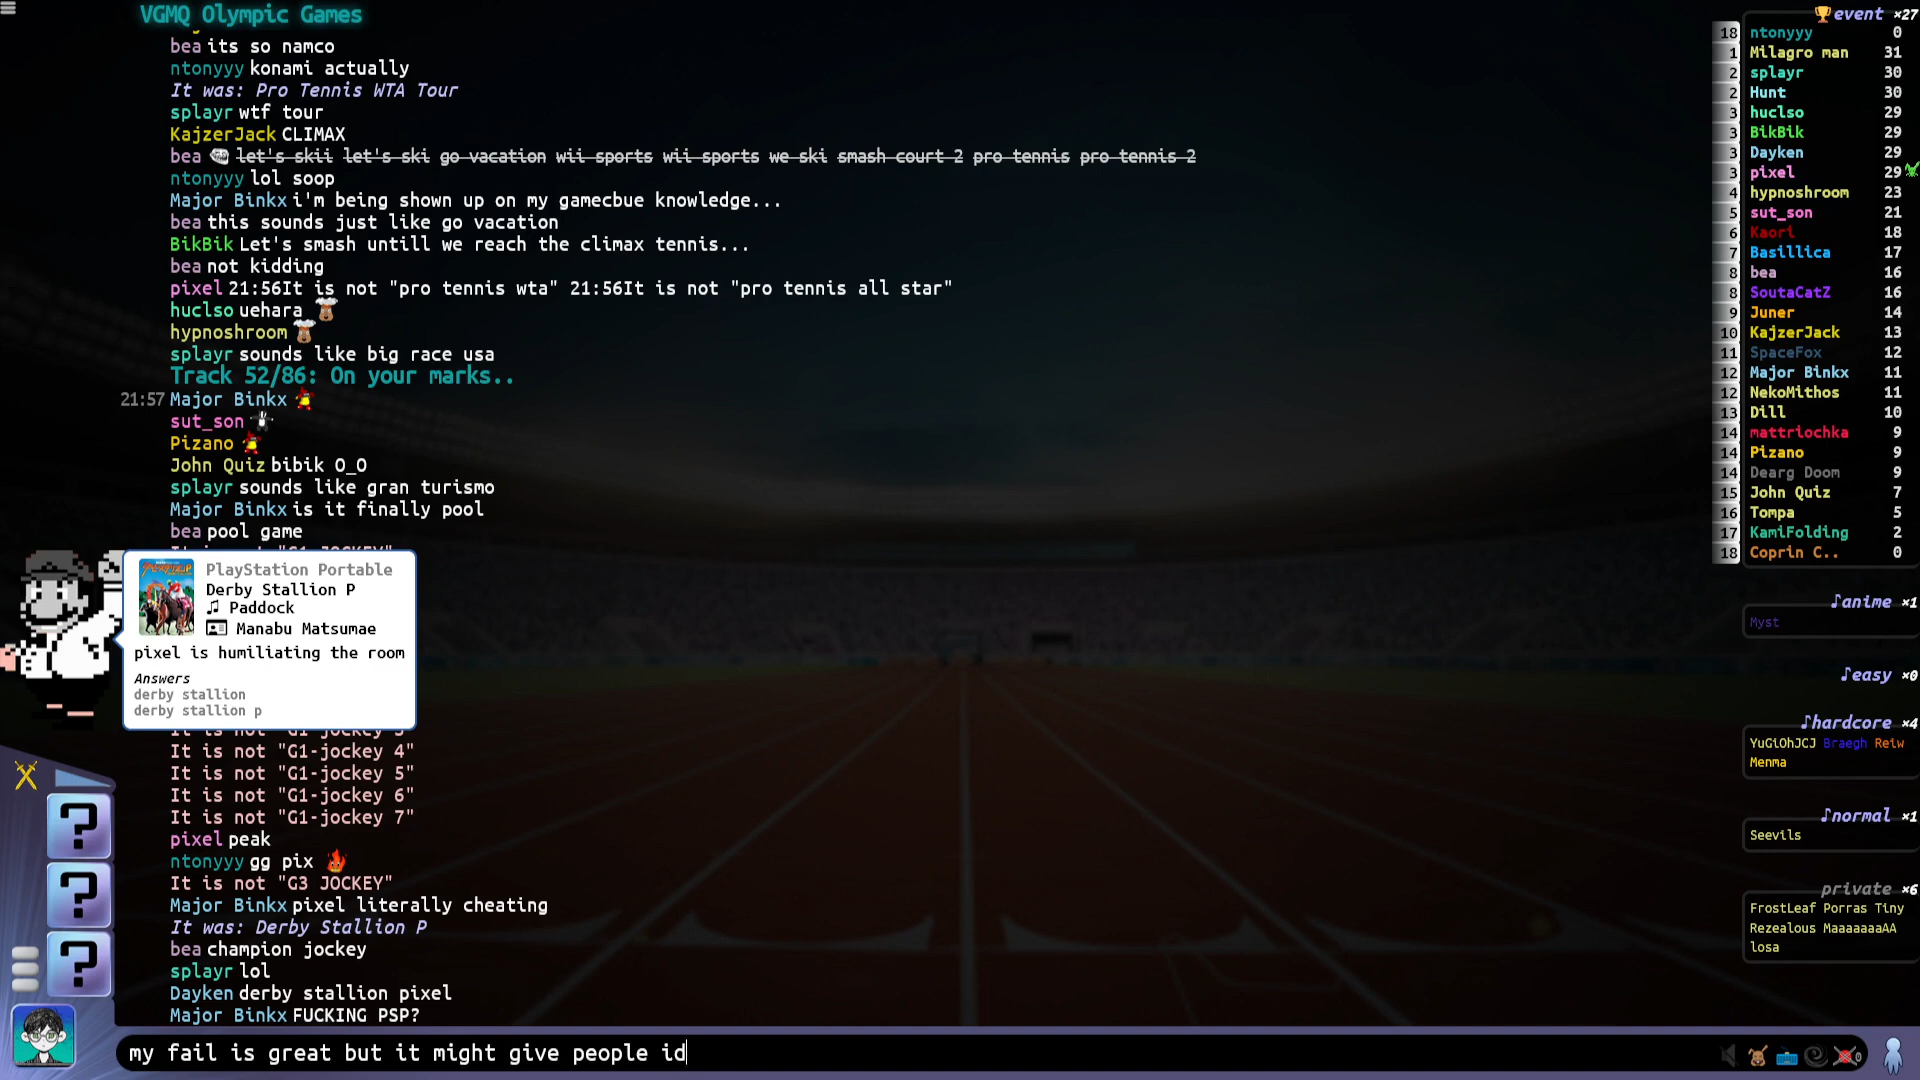 VGMQ Olympic Games
bea its so namco
ntonyyy konami actually
It was: Pro Tennis WTA Tour
splayr wtf tour
KajzerJack CLIMAX
bea let's skii let's ski go vacation wii sports wii sports we ski smash court 2 pro tennis pro tennis 2
ntonyyy lol soop
Major Binkx i'm being shown up on my gamecbue knowledge...
bea this sounds just like go vacation
BikBik Let's smash untill we reach the climax tennis...
bea not kidding
pixel 21:56It is not "pro tennis wta" 21:56It is not "pro tennis all star"
huclso uehara
hypnoshroom
splayr sounds like big race usa
Track 52/86: On your marks..
21:57 Major Binkx
sut_son
Pizano
John Quiz bibik O_O
splayr sounds like gran turismo
Major Binkx is it finally pool
bea pool game
PlayStation Portable
Derby Stallion P
Paddock
Manabu Matsumae
pixel is humiliating the room
Answers
derby stallion
derby stallion p
It is not "G1-jockey 4"
It is not "G1-jockey 5"
It is not "G1-jockey 6"
It is not "G1-jockey 7"
pixel peak
ntonyyy gg pix
It is not "G3 JOCKEY"
Major Binkx pixel literally cheating
It was: Derby Stallion P
bea champion jockey
splayr lol
Dayken derby stallion pixel
Major Binkx FUCKING PSP?
my fail is great but it might give people id
event ×27
18 ntonyyy 0
1 Milagro man 31
2 splayr 30
2 Hunt 30
3 huclso 29
3 BikBik 29
3 Dayken 29
3 pixel 29
4 hypnoshroom 23
5 sut_son 21
6 Kaori 18
7 Basillica 17
8 bea 16
8 SoutaCatZ 16
9 Juner 14
10 KajzerJack 13
11 SpaceFox 12
12 Major Binkx 11
12 NekoMithos 11
13 Dill 10
14 mattriochka 9
14 Pizano 9
14 Dearg Doom 9
15 John Quiz 7
16 Tompa 5
17 KamiFolding 2
18 Coprin C.. 0
♪anime ×1
Myst
♪easy ×0
♪hardcore ×4
YuGiOhJCJ Braegh Reiw
Menma
♪normal ×1
Seevils
private ×6
FrostLeaf Porras Tiny
Rezealous MaaaaaaaAA
losa